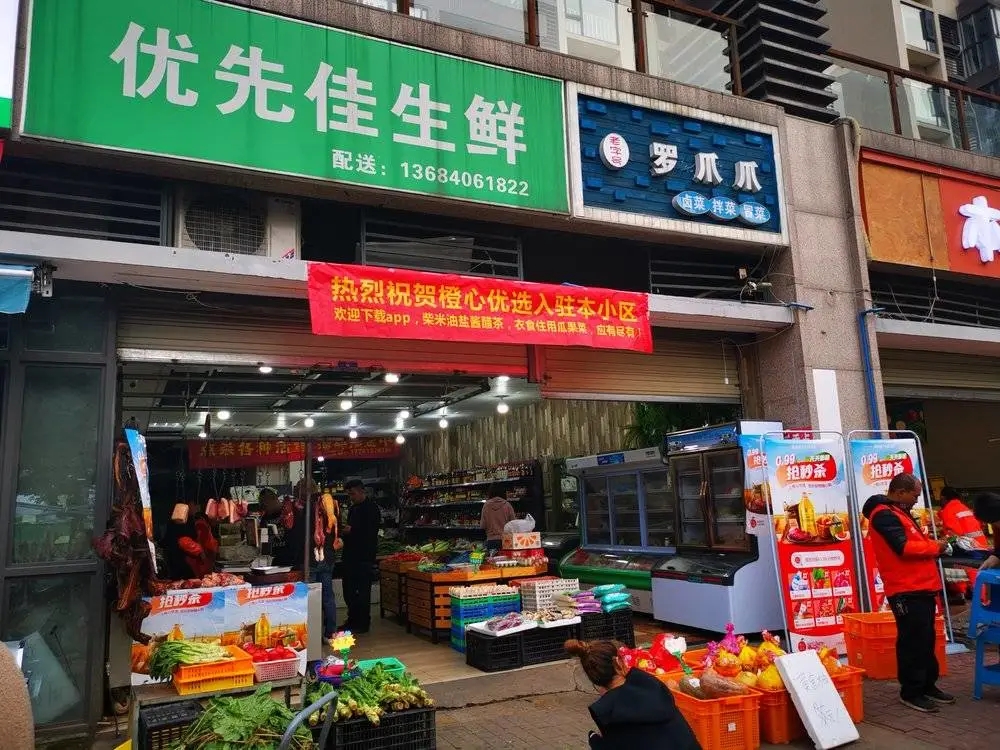 优先佳生鲜
配送：13684061822
老字号
罗爪爪
卤菜 拌菜 冒菜
热烈祝贺橙心优选入驻本小区
欢迎下载app，柴米油盐酱醋茶，衣食住用瓜果菜，应有尽有！
0.99
抢秒杀
0.99
抢秒杀
抢秒杀
抢秒杀